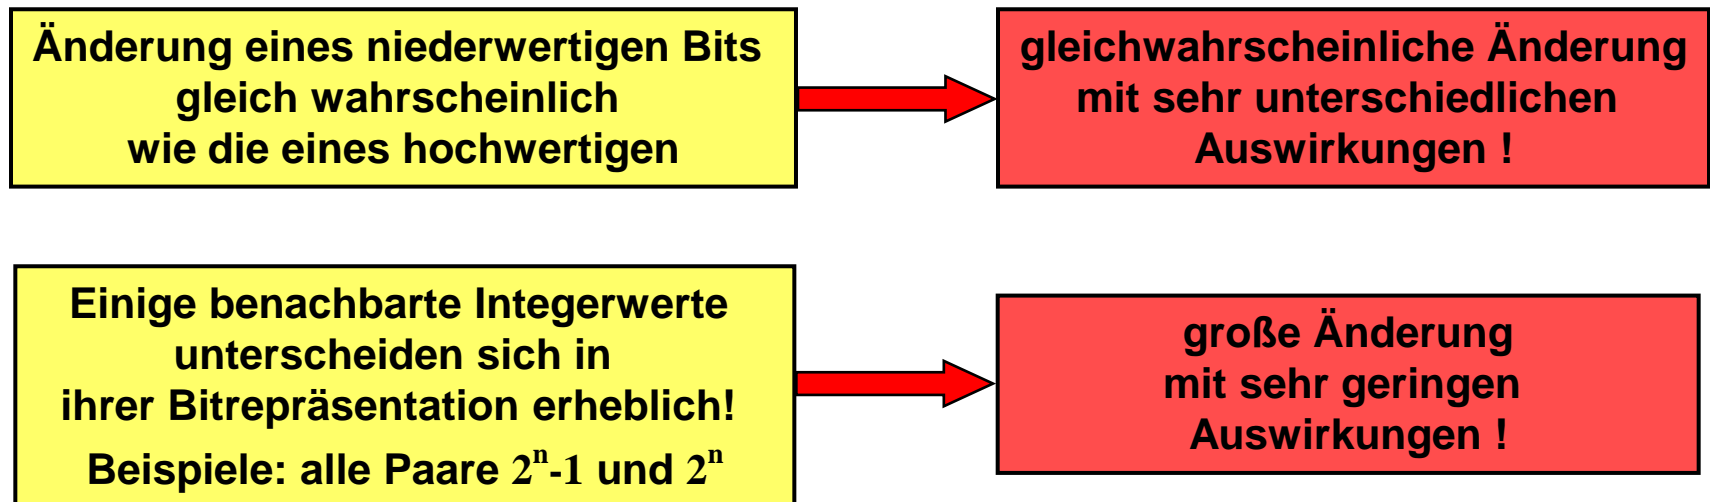 Änderung eines niederwertigen Bits
gleich wahrscheinlich
wie die eines hochwertigen
gleichwahrscheinliche Änderung
mit sehr unterschiedlichen
Auswirkungen !
Einige benachbarte Integerwerte
unterscheiden sich in
ihrer Bitrepräsentation erheblich!
Beispiele: alle Paare 2ⁿ-1 und 2ⁿ
große Änderung
mit sehr geringen
Auswirkungen !